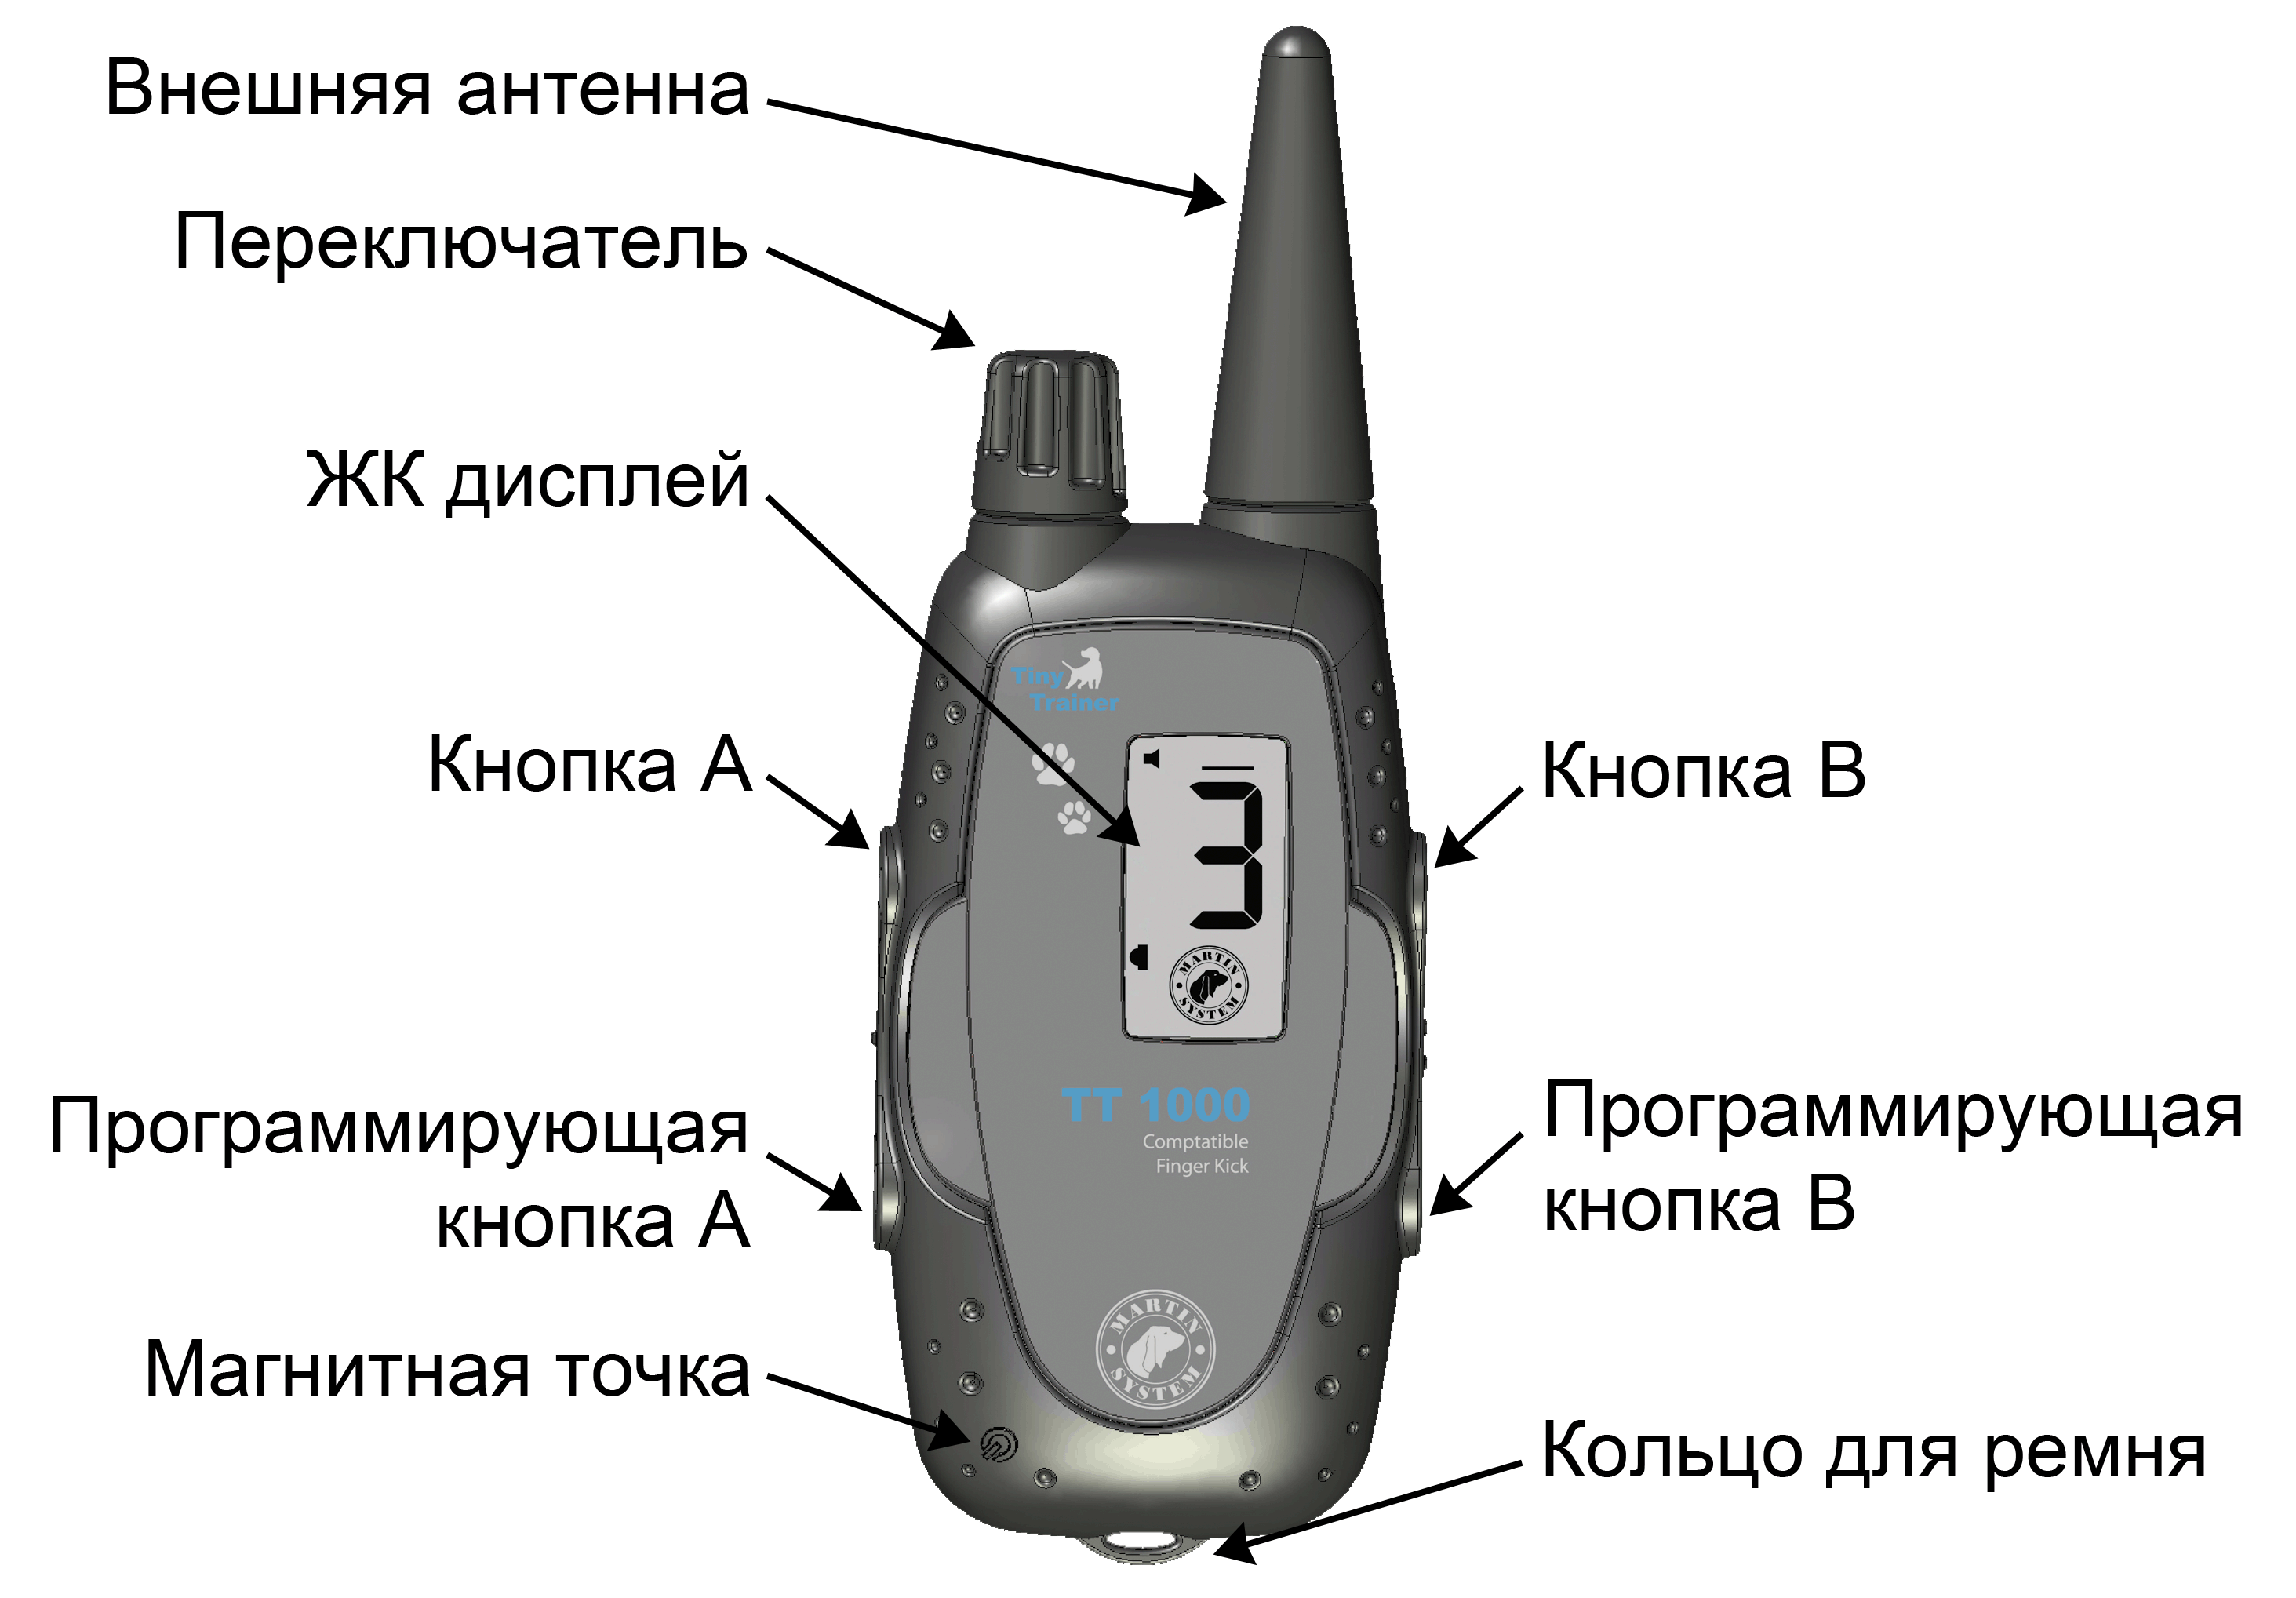 Внешняя антенна
Переключатель
ЖК дисплей
Tiny
Trainer
Кнопка А
3
Кнопка В
MARTIN
SYSTEM
TT 1000
Comptatible
Finger Kick
Программирующая
кнопка А
Программирующая
кнопка В
MARTIN
SYSTEM
Магнитная точка
Кольцо для ремня